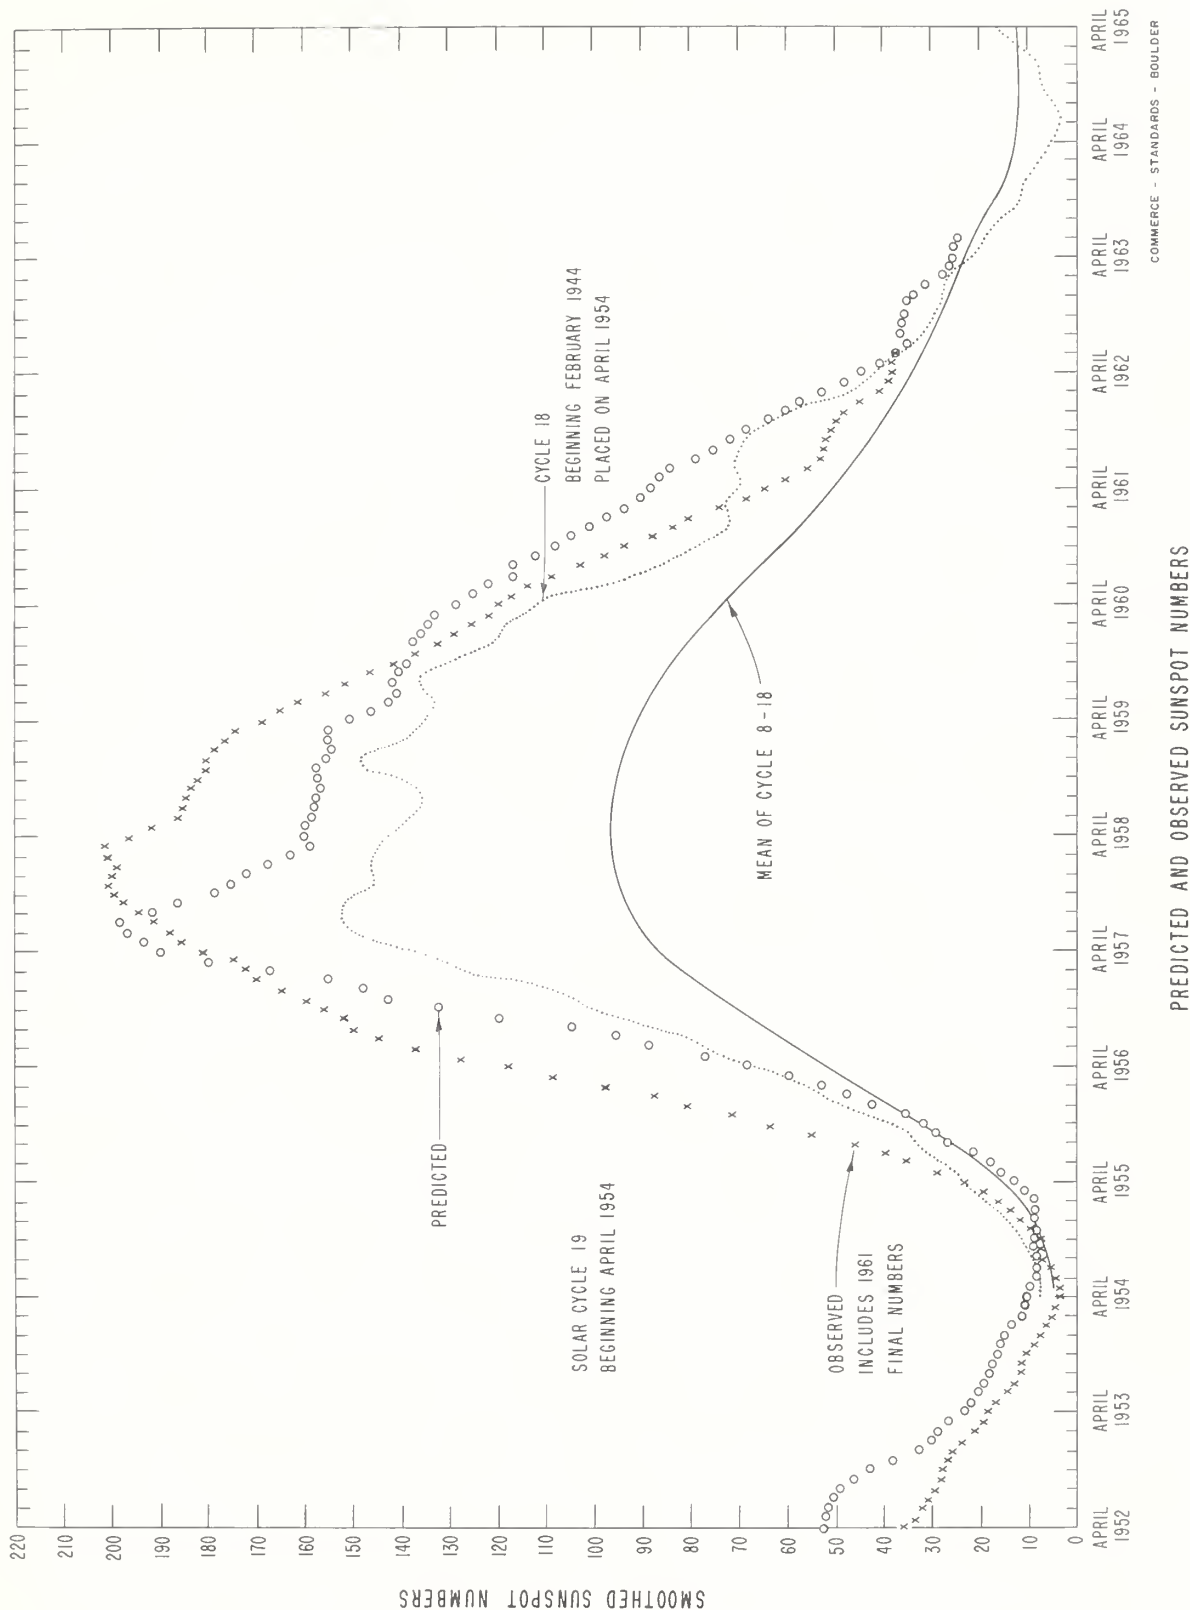 220
210
200
190
180
170
160
150
140
130
120
110
100
90
80
70
60
50
40
30
20
10
0
SMOOTHED SUNSPOT NUMBERS
CYCLE 18
BEGINNING FEBRUARY 1944
PLACED ON APRIL 1954
PREDICTED
MEAN OF CYCLE 8-18
SOLAR CYCLE 19
BEGINNING APRIL 1954
OBSERVED
INCLUDES 1961
FINAL NUMBERS
APRIL
1952
APRIL
1953
APRIL
1954
APRIL
1955
APRIL
1956
APRIL
1957
APRIL
1958
APRIL
1959
APRIL
1960
APRIL
1961
APRIL
1962
APRIL
1963
APRIL
1964
APRIL
1965
COMMERCE - STANDARDS - BOULDER
PREDICTED AND OBSERVED SUNSPOT NUMBERS